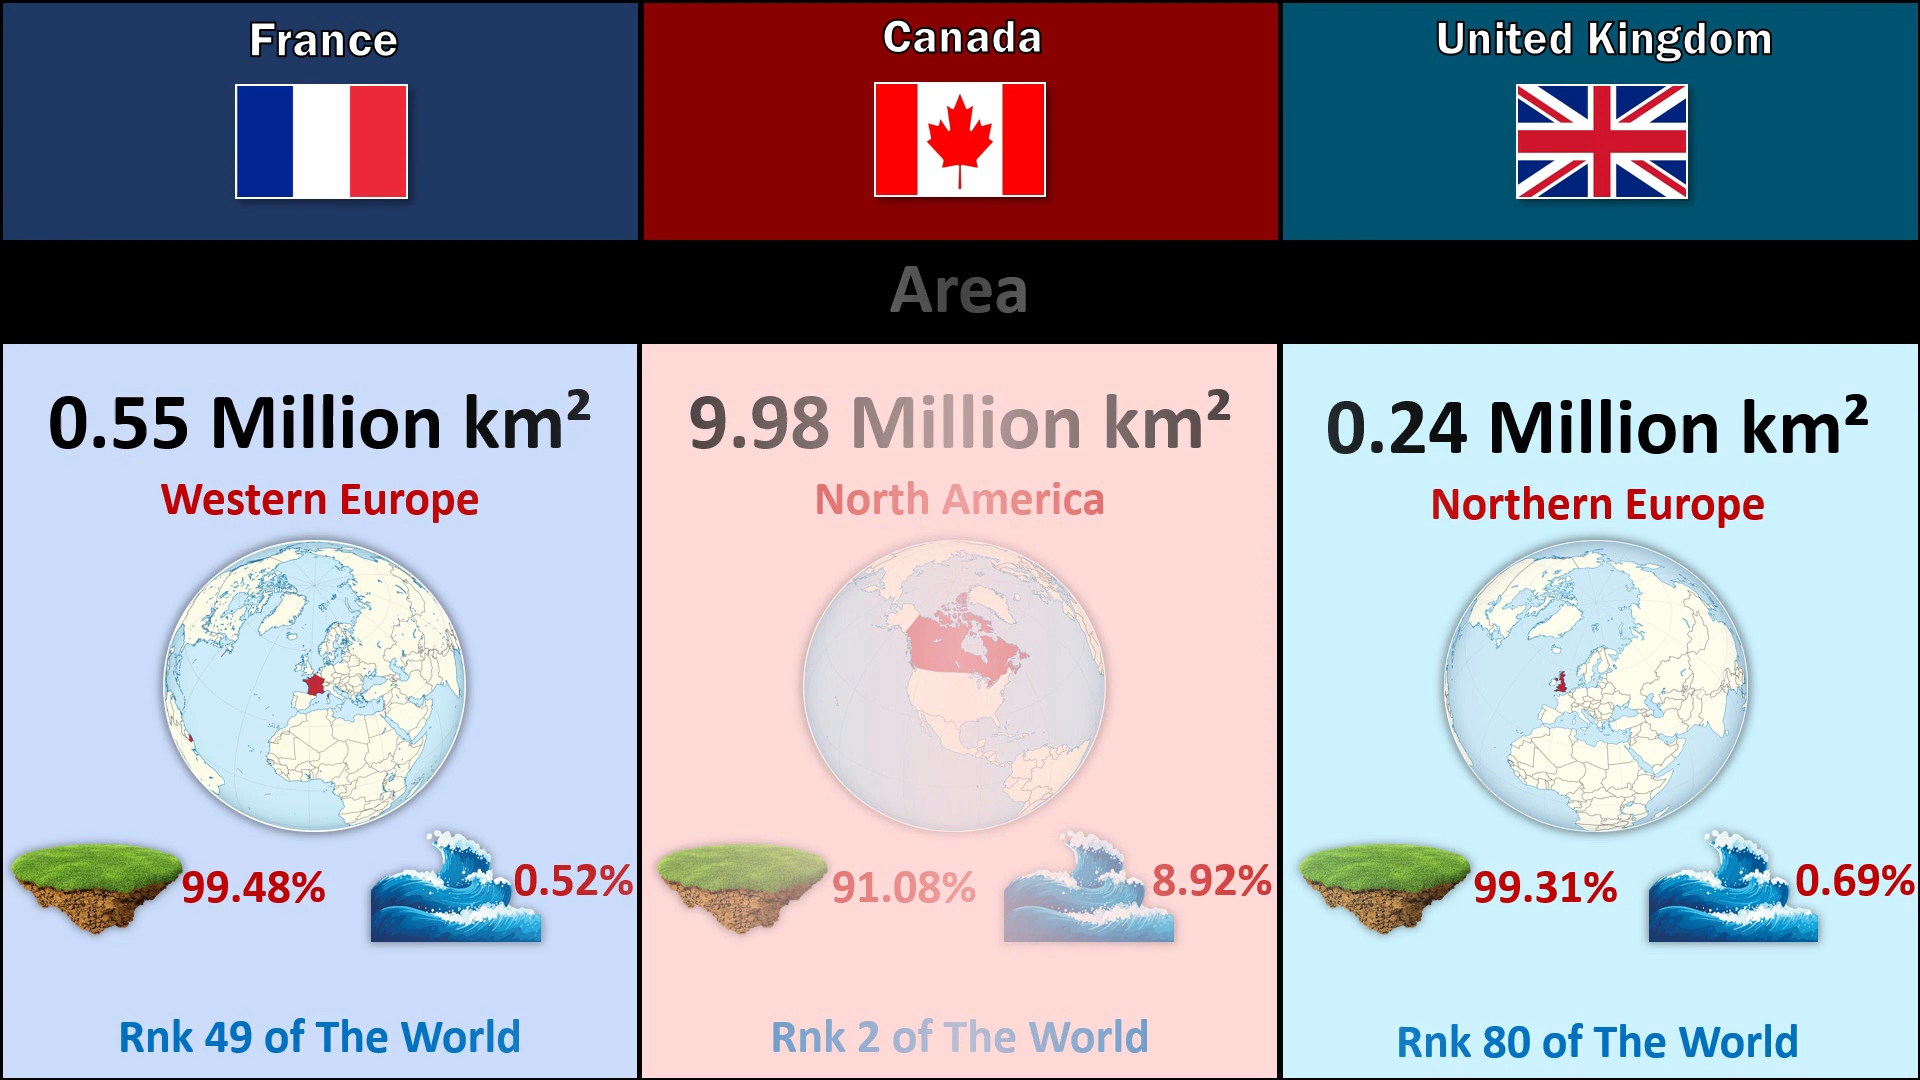 France
Canada
United Kingdom
Area
0.55 Million km²
Western Europe
99.48%
0.52%
Rnk 49 of The World
9.98 Million km²
North America
91.08%
8.92%
Rnk 2 of The World
0.24 Million km²
Northern Europe
99.31%
0.69%
Rnk 80 of The World